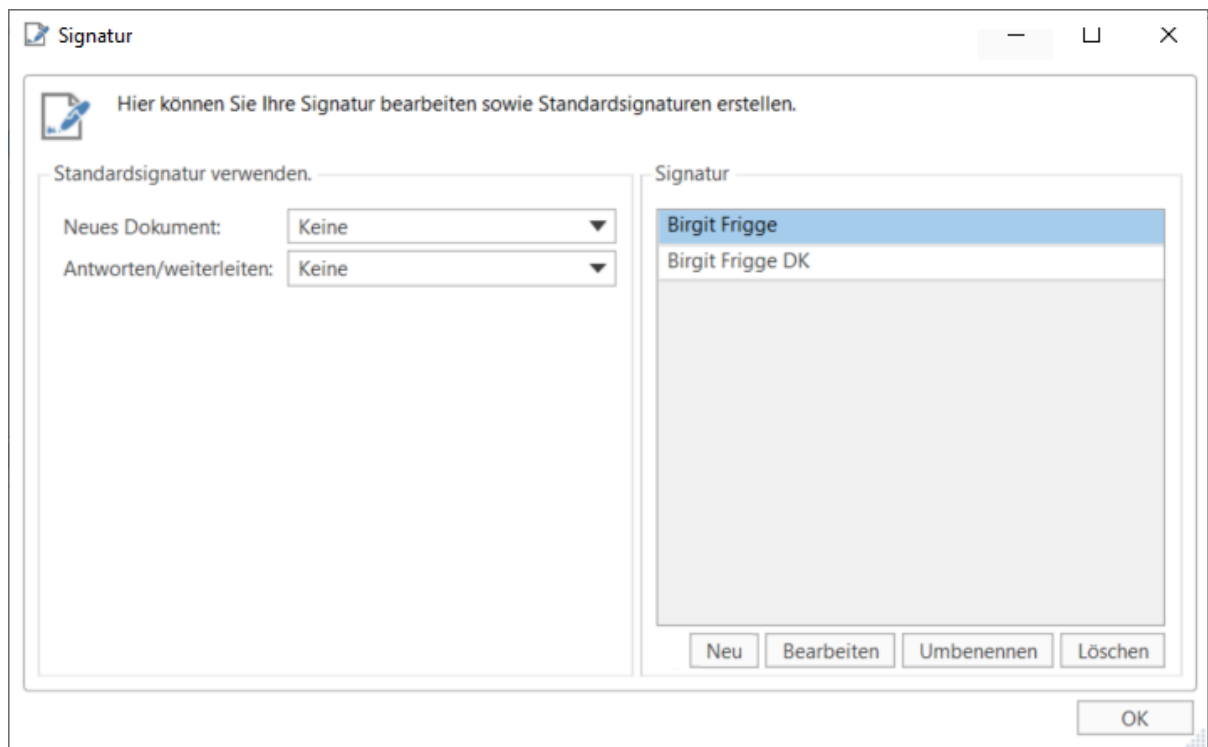 Signatur
Hier können Sie Ihre Signatur bearbeiten sowie Standardsignaturen erstellen.
Standardsignatur verwenden.
Neues Dokument: Keine
Antworten/weiterleiten: Keine
Signatur
Birgit Frigge
Birgit Frigge DK
Neu Bearbeiten Umbenennen Löschen
OK